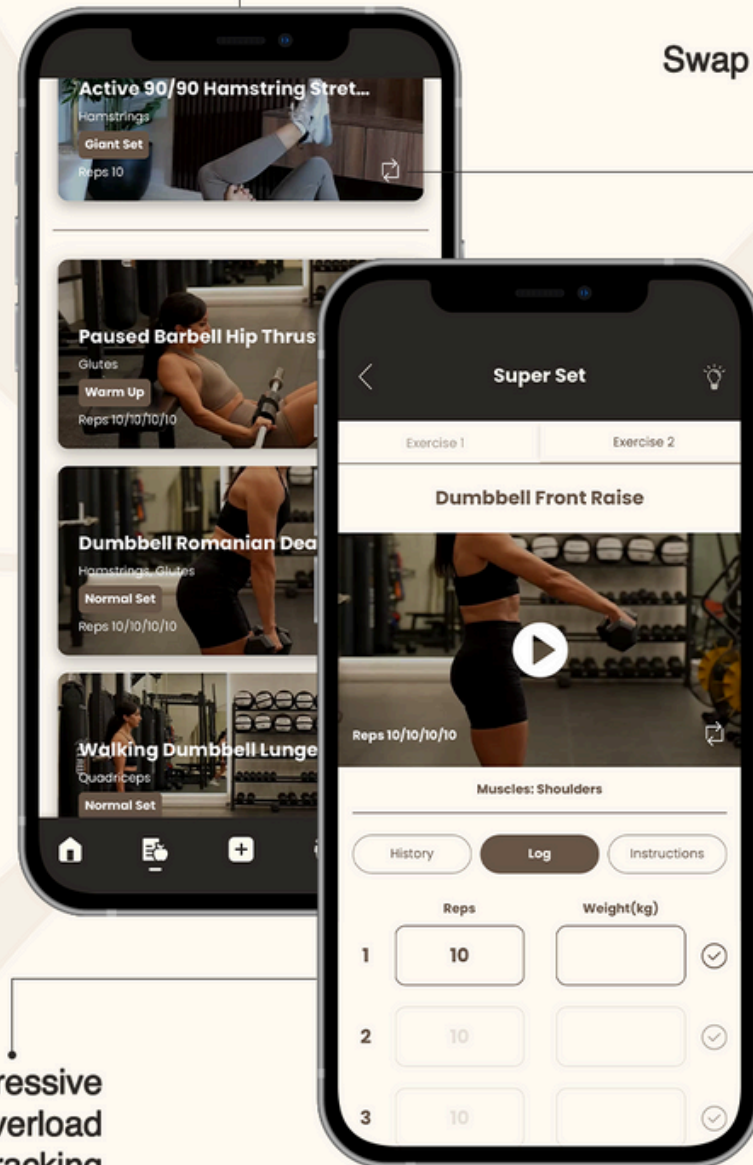 Swap
Active 90/90 Hamstring Stret...
Hamstrings
Giant Set
Reps 10
Paused Barbell Hip Thrus
Glutes
Warm Up
Reps 10/10/10/10
Dumbbell Romanian Dea
Hamstrings, Glutes
Normal Set
Reps 10/10/10/10
Walking Dumbbell Lunge
Quadriceps
Normal Set
Super Set
Exercise 1 Exercise 2
Dumbbell Front Raise
Reps 10/10/10/10
Muscles: Shoulders
History Log Instructions
Reps Weight(kg)
1 10
2 10
3 10
ressive
verload
racking